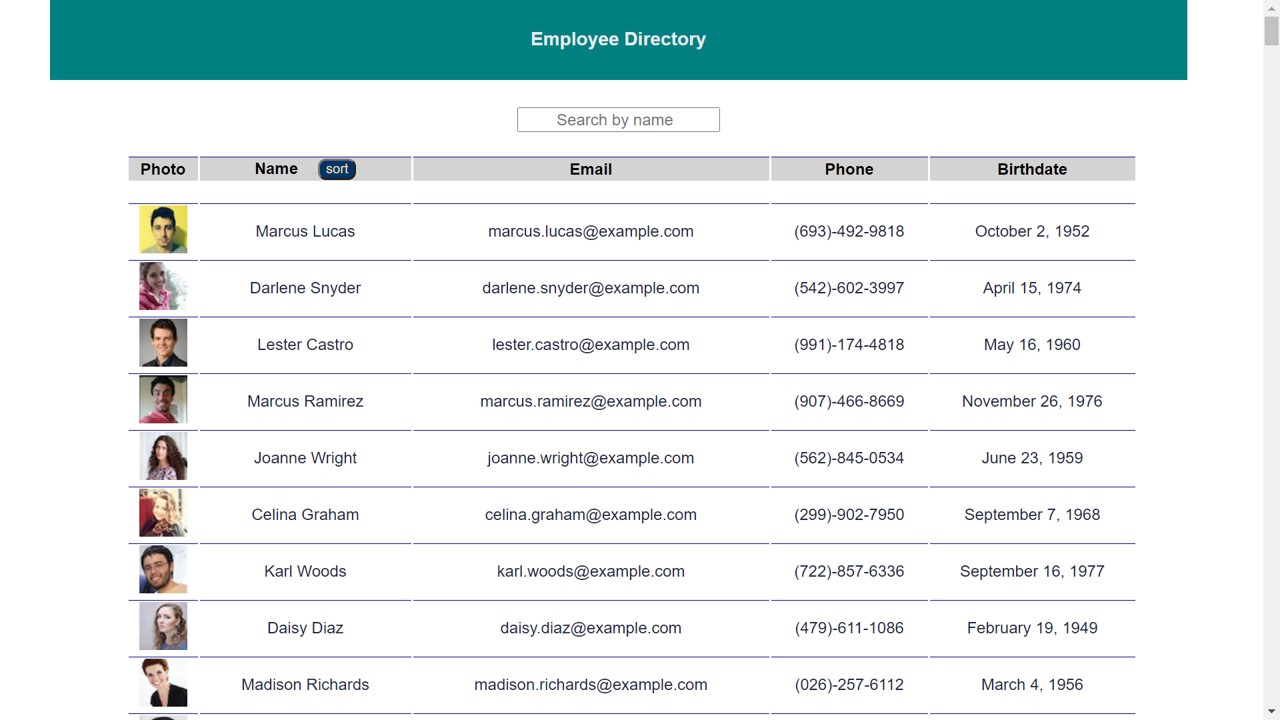 Employee Directory
Search by name
Photo Name sort Email Phone Birthdate
Marcus Lucas marcus.lucas@example.com (693)-492-9818 October 2, 1952
Darlene Snyder darlene.snyder@example.com (542)-602-3997 April 15, 1974
Lester Castro lester.castro@example.com (991)-174-4818 May 16, 1960
Marcus Ramirez marcus.ramirez@example.com (907)-466-8669 November 26, 1976
Joanne Wright joanne.wright@example.com (562)-845-0534 June 23, 1959
Celina Graham celina.graham@example.com (299)-902-7950 September 7, 1968
Karl Woods karl.woods@example.com (722)-857-6336 September 16, 1977
Daisy Diaz daisy.diaz@example.com (479)-611-1086 February 19, 1949
Madison Richards madison.richards@example.com (026)-257-6112 March 4, 1956